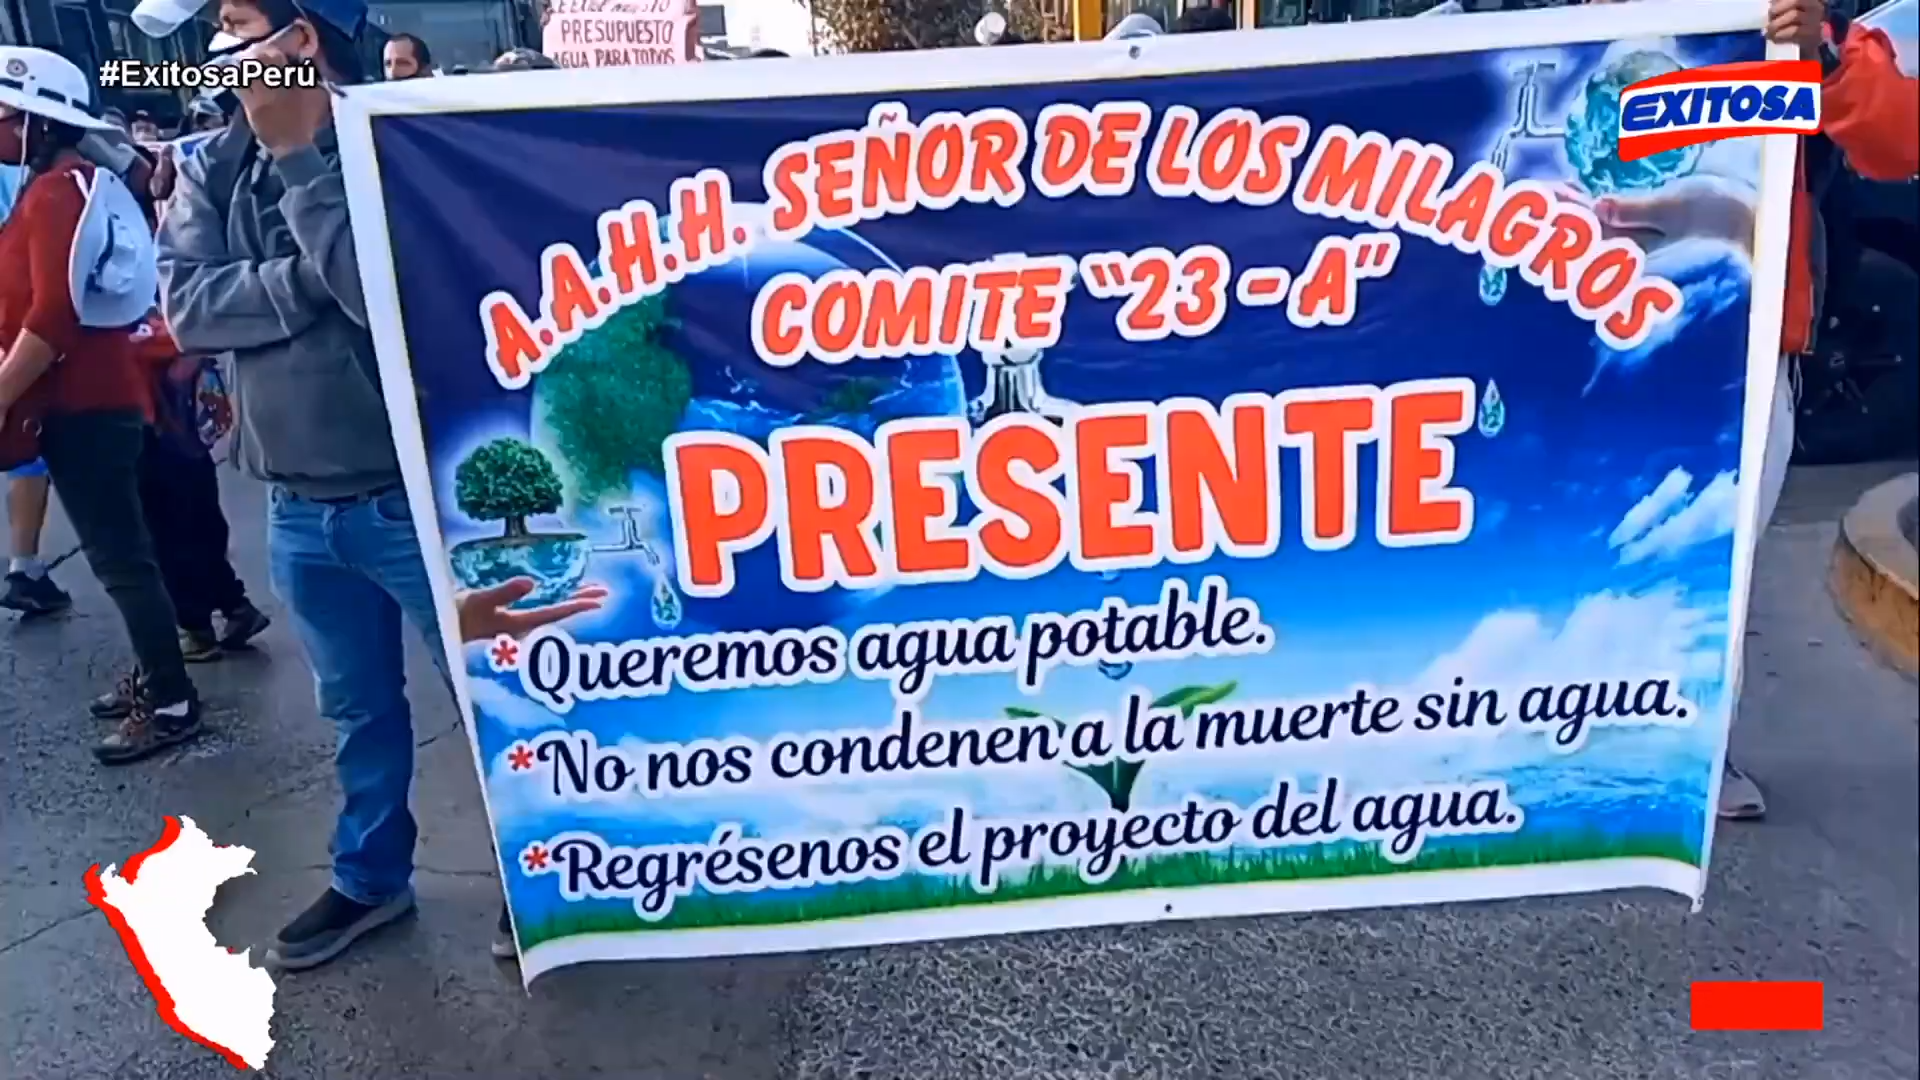 #ExitosaPerú
PRESUPUESTO
AGUA PARA TODOS
EXITOSA
A.A.H.H. SEÑOR DE LOS MILAGROS
COMITE "23-A"
PRESENTE
*Queremos agua potable.
*No nos condenen a la muerte sin agua.
*Regrésenos el proyecto del agua.